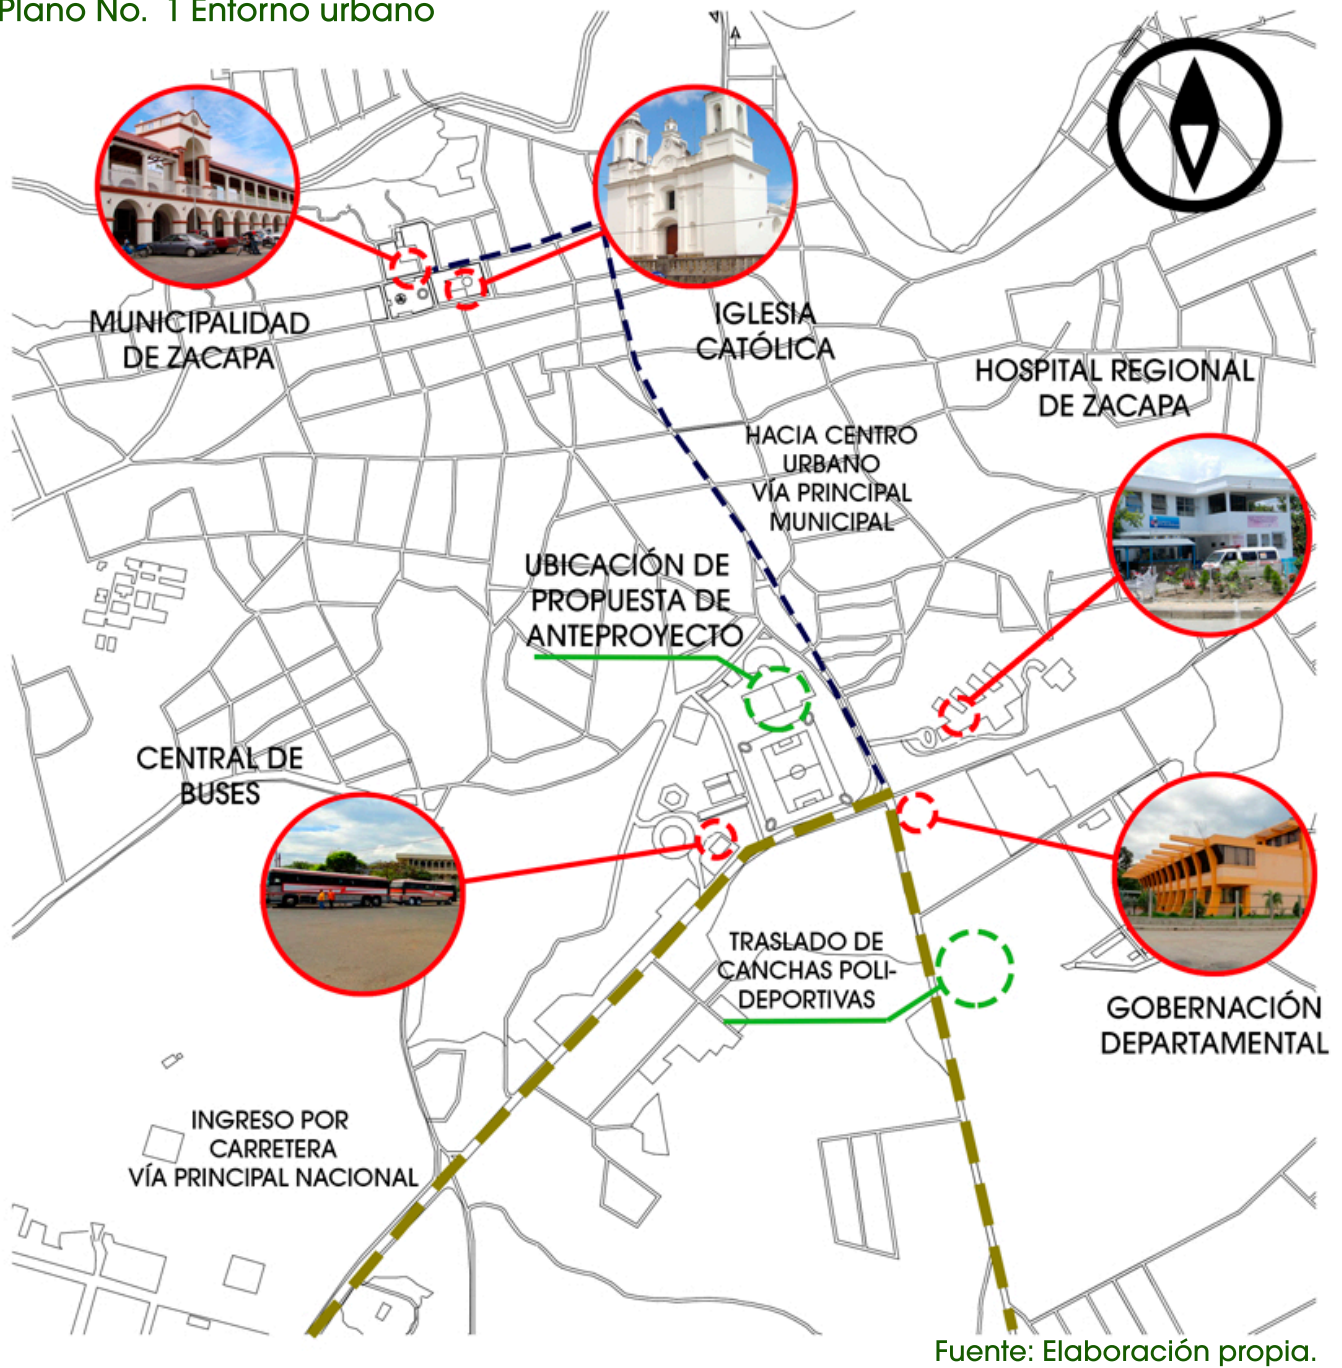 Plano No. 1 Entorno urbano
MUNICIPALIDAD
DE ZACAPA
IGLESIA
CATÓLICA
HOSPITAL REGIONAL
DE ZACAPA
HACIA CENTRO
URBANO
VÍA PRINCIPAL
MUNICIPAL
UBICACIÓN DE
PROPUESTA DE
ANTEPROYECTO
CENTRAL DE
BUSES
TRASLADO DE
CANCHAS POLI-
DEPORTIVAS
GOBERNACIÓN
DEPARTAMENTAL
INGRESO POR
CARRETERA
VÍA PRINCIPAL NACIONAL
Fuente: Elaboración propia.